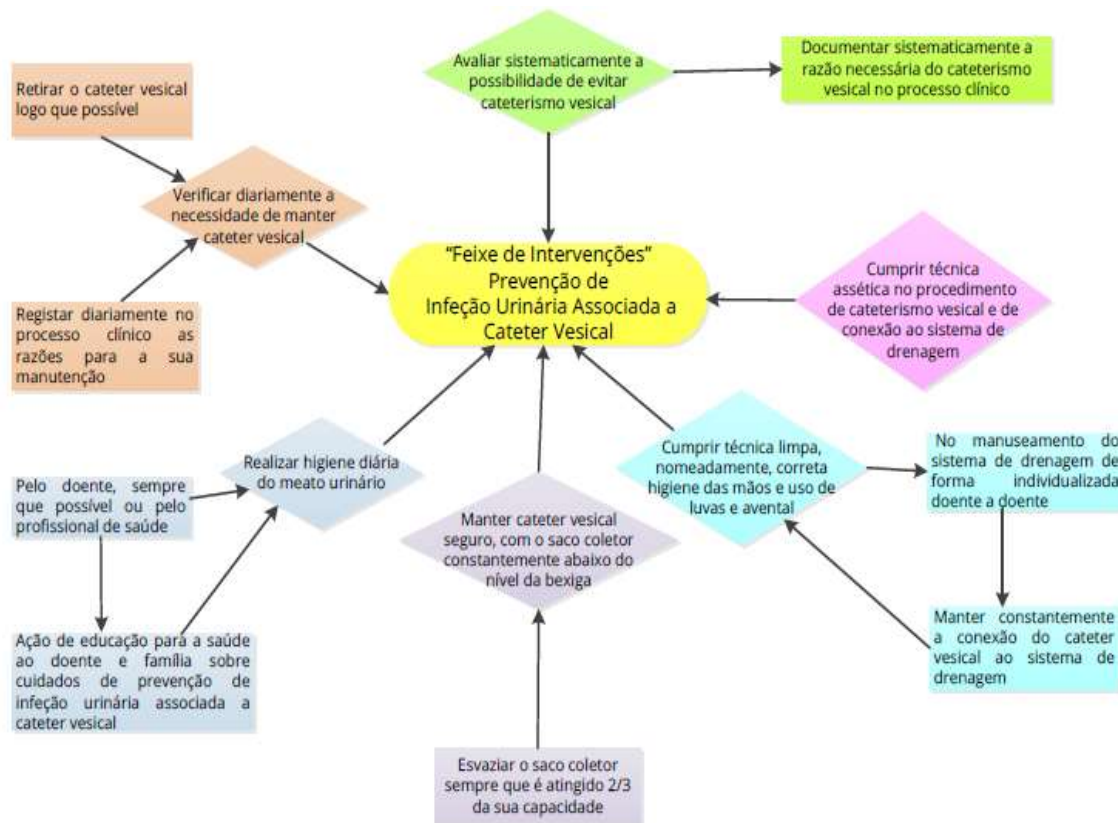 Avaliar sistematicamente a
possibilidade de evitar
cateterismo vesical
Documentar sistematicamente a
razão necessária do cateterismo
vesical no processo clínico
Retirar o cateter vesical
logo que possível
Verificar diariamente a
necessidade de manter
cateter vesical
Registar diariamente no
processo clínico as
razões para a sua
manutenção
“Feixe de Intervenções”
Prevenção de
Infeção Urinária Associada a
Cateter Vesical
Cumprir técnica
assética no procedimento
de cateterismo vesical e de
conexão ao sistema de
drenagem
Realizar higiene diária
do meato urinário
Pelo doente, sempre
que possível ou pelo
profissional de saúde
Ação de educação para a saúde
ao doente e família sobre
cuidados de prevenção de
infeção urinária associada a
cateter vesical
Manter cateter vesical
seguro, com o saco coletor
constantemente abaixo do
nível da bexiga
Esvaziar o saco coletor
sempre que é atingido 2/3
da sua capacidade
Cumprir técnica limpa,
nomeadamente, correta
higiene das mãos e uso de
luvas e avental
No manuseamento do
sistema de drenagem de
forma individualizada
doente a doente
Manter constantemente
a conexão do cateter
vesical ao sistema de
drenagem